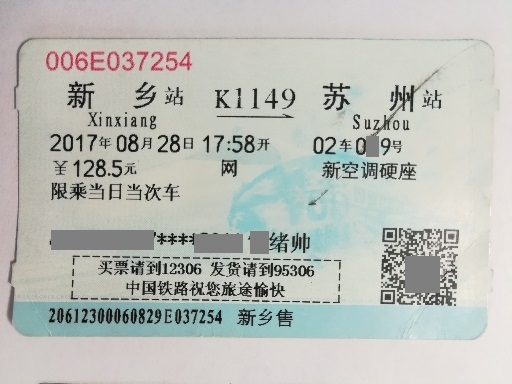 006E037254
新乡站 K1149 苏州站
Xinxiang Suzhou
2017年08月28日17:58开 02车0 9号
￥128.5元 网 新空调硬座
限乘当日当次车
7**** 绪帅
买票请到12306 发货请到95306
中国铁路祝您旅途愉快
20612300060829E037254 新乡售